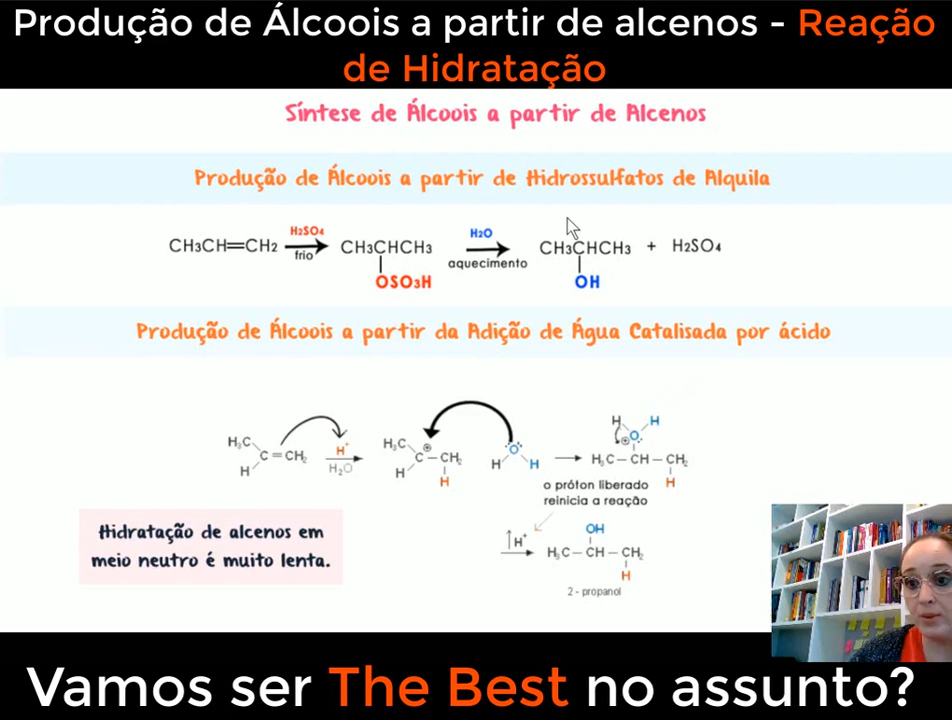 Produção de Álcoois a partir de alcenos - Reação
de Hidratação
Síntese de Álcoois a partir de Alcenos
Produção de Álcoois a partir de Hidrossulfatos de Alquila
CH3CH=CH2 H2SO4 frio CH3CHCH3 H2O aquecimento CH3CHCH3 + H2SO4
OSO3H OH
Produção de Álcoois a partir da Adição de Água Catalisada por ácido
H H
H₃C H⁺ H₃C ⊕ O ⊕ O
C=CH₂ H₂O C-CH₂ H H H₃C-CH-CH₂
H H H H
o próton liberado
reinicia a reação
Hidratação de alcenos em
meio neutro é muito lenta.
OH
↑H⁺ H₃C-CH-CH₂
H
2-propanol
Vamos ser The Best no assunto?